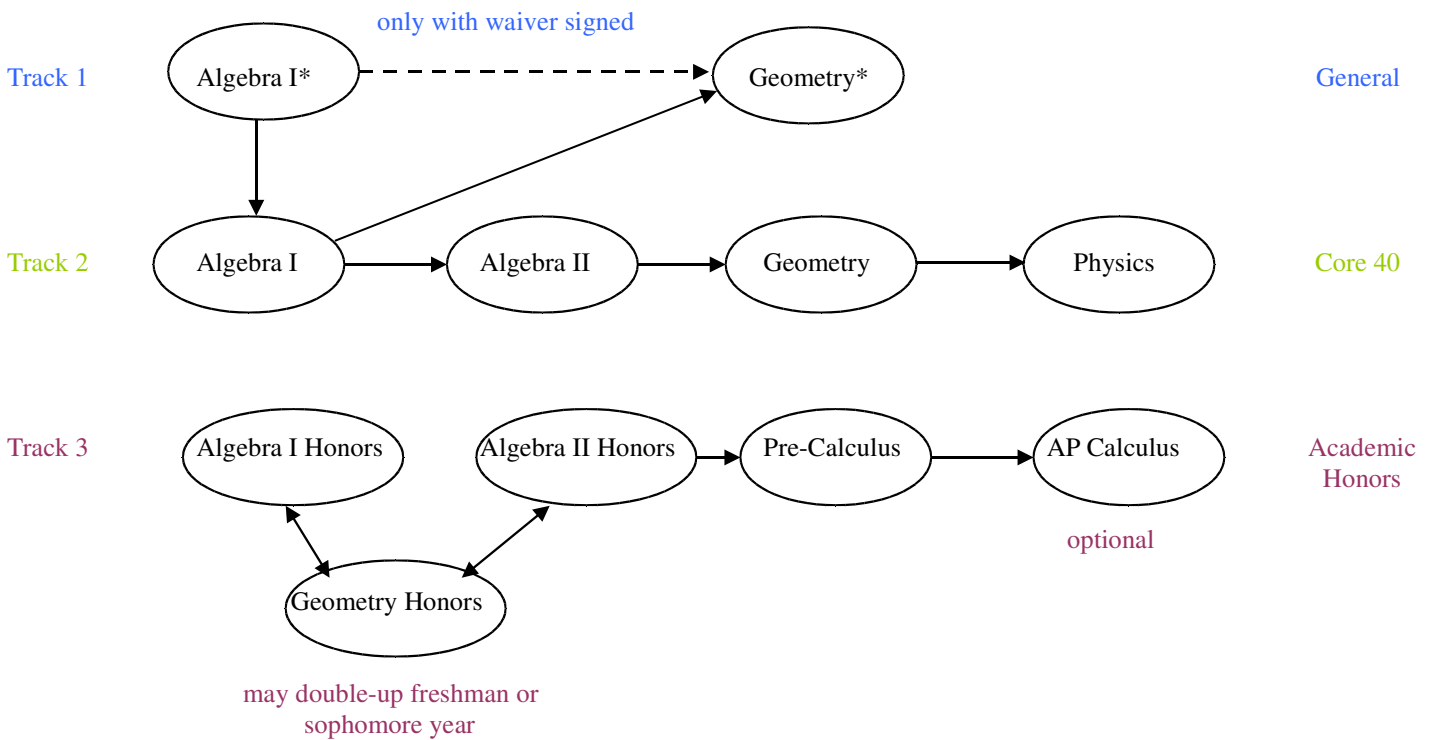 only with waiver signed
Track 1
Algebra I*
Geometry*
General
Track 2
Algebra I
Algebra II
Geometry
Physics
Core 40
Track 3
Algebra I Honors
Algebra II Honors
Pre-Calculus
AP Calculus
Academic
Honors
optional
Geometry Honors
may double-up freshman or
sophomore year